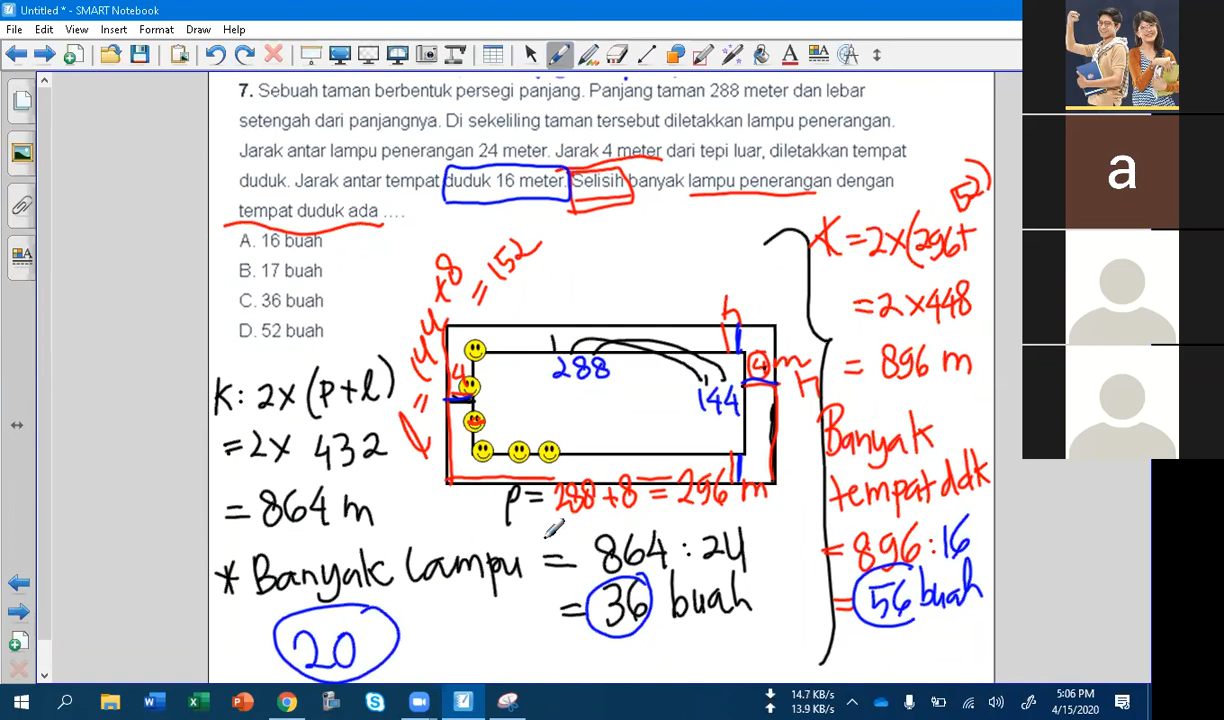 Untitled * - SMART Notebook
File Edit View Insert Format Draw Help
7. Sebuah taman berbentuk persegi panjang. Panjang taman 288 meter dan lebar
setengah dari panjangnya. Di sekeliling taman tersebut diletakkan lampu penerangan.
Jarak antar lampu penerangan 24 meter. Jarak 4 meter dari tepi luar, diletakkan tempat
duduk. Jarak antar tempat duduk 16 meter. Selisih banyak lampu penerangan dengan
tempat duduk ada ....
A. 16 buah
B. 17 buah
C. 36 buah
D. 52 buah
l = 144 + 8
= 152
288
144
4
4 m
p = 288 + 8 = 296 m
K: 2x (p+l)
= 2x 432
= 864 m
* Banyak lampu = 864 : 24
= 36 buah
20
K = 2x(296+
152)
= 2 x 448
= 896 m
Banyak
tempat ddk
= 896 : 16
= 56 buah
a
14.7 KB/s
13.9 KB/s
5:06 PM
4/15/2020